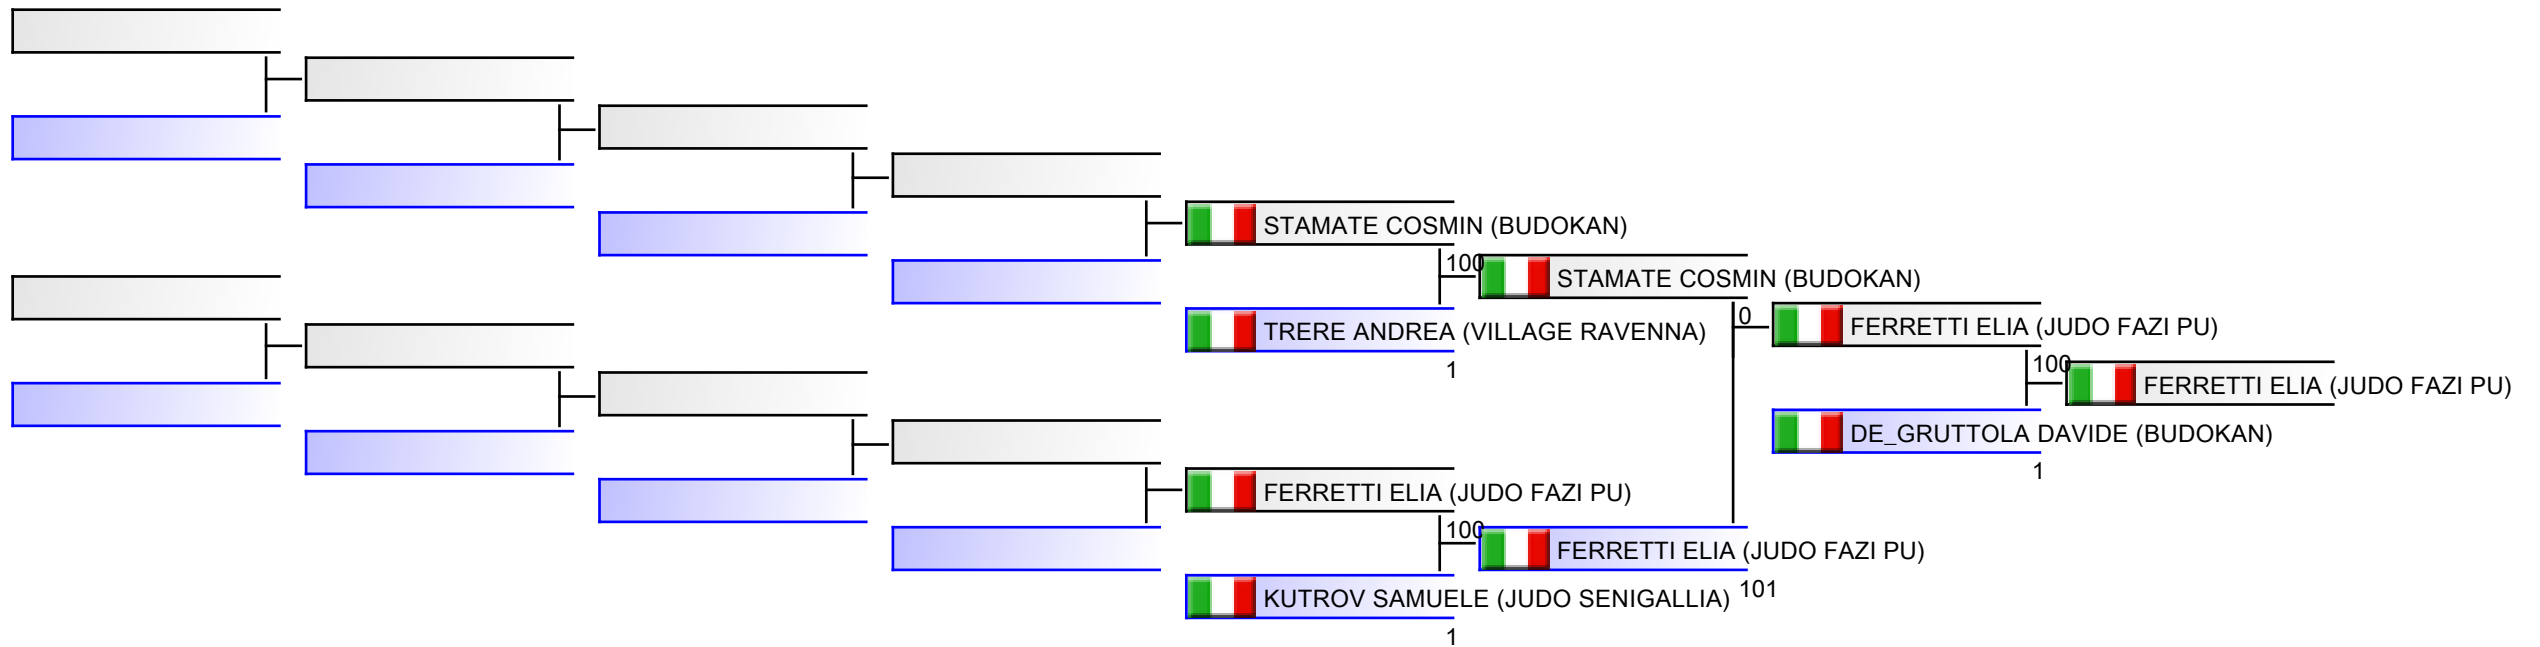 STAMATE COSMIN (BUDOKAN)
100
STAMATE COSMIN (BUDOKAN)
TRERE ANDREA (VILLAGE RAVENNA)
1
0
FERRETTI ELIA (JUDO FAZI PU)
100
FERRETTI ELIA (JUDO FAZI PU)
DE_GRUTTOLA DAVIDE (BUDOKAN)
1
FERRETTI ELIA (JUDO FAZI PU)
100
FERRETTI ELIA (JUDO FAZI PU)
101
KUTROV SAMUELE (JUDO SENIGALLIA)
1